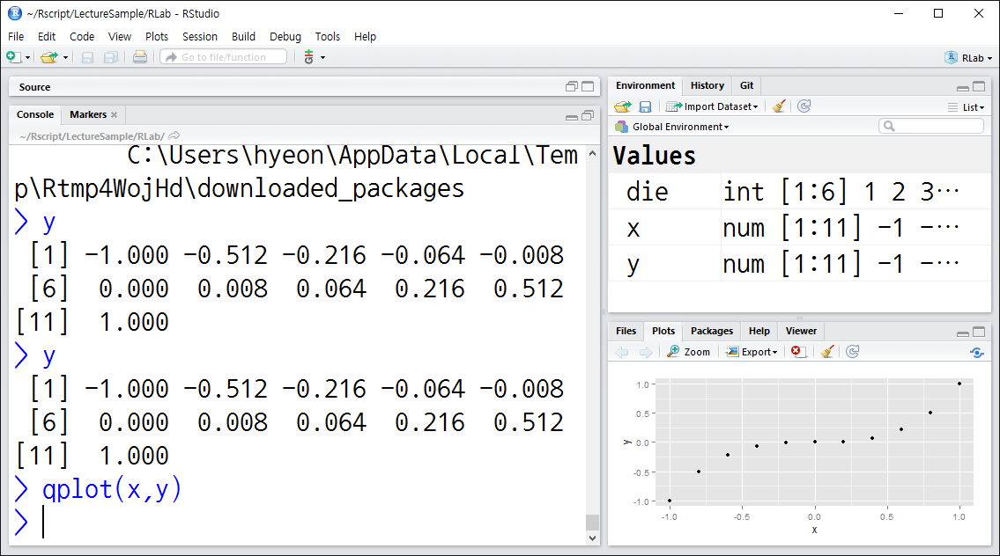 ~/Rscript/LectureSample/RLab - RStudio
File Edit Code View Plots Session Build Debug Tools Help
Go to file/function
RLab
Source
Console Markers
~/Rscript/LectureSample/RLab/
C:\Users\hyeon\AppData\Local\Tem
p\Rtmp4WojHd\downloaded_packages
> y
[1] -1.000 -0.512 -0.216 -0.064 -0.008
[6] 0.000 0.008 0.064 0.216 0.512
[11] 1.000
> y
[1] -1.000 -0.512 -0.216 -0.064 -0.008
[6] 0.000 0.008 0.064 0.216 0.512
[11] 1.000
> qplot(x,y)
>
Environment History Git
Import Dataset List
Global Environment
Values
die int [1:6] 1 2 3…
x num [1:11] -1 -…
y num [1:11] -1 -…
Files Plots Packages Help Viewer
Zoom Export
1.0
0.5
y
0.0
-0.5
-1.0
-1.0 -0.5 0.0 0.5 1.0
x